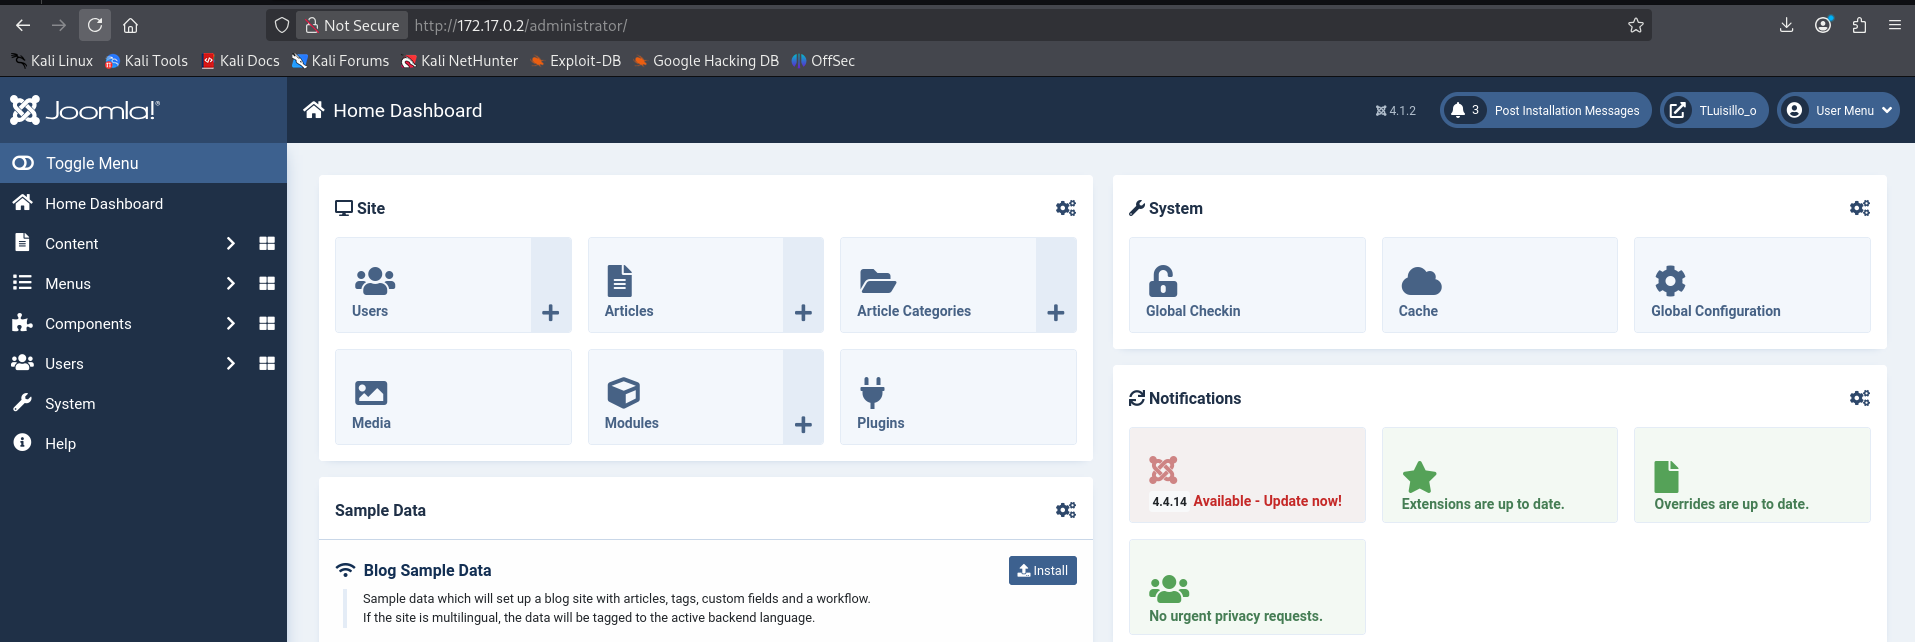 Not Secure http://172.17.0.2/administrator/
Kali Linux Kali Tools Kali Docs Kali Forums Kali NetHunter Exploit-DB Google Hacking DB OffSec
Joomla!®
Home Dashboard
4.1.2
3 Post Installation Messages
TLuisillo_o
User Menu
Toggle Menu
Home Dashboard
Content
Menus
Components
Users
System
Help
Site
Users
Articles
Article Categories
Media
Modules
Plugins
Sample Data
Blog Sample Data
Install
Sample data which will set up a blog site with articles, tags, custom fields and a workflow.
If the site is multilingual, the data will be tagged to the active backend language.
System
Global Checkin
Cache
Global Configuration
Notifications
4.4.14 Available - Update now!
Extensions are up to date.
Overrides are up to date.
No urgent privacy requests.